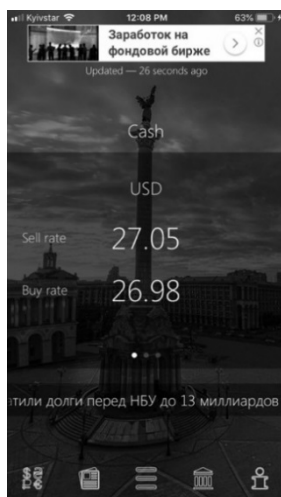 Kyivstar 12:08 PM 63%
Заработок на
фондовой бирже
Updated — 26 seconds ago
Cash
USD
Sell rate 27.05
Buy rate 26.98
тили долги перед НБУ до 13 миллиардов